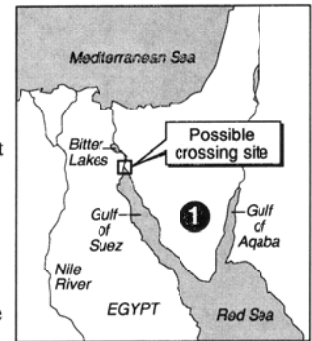 Mediterranean Sea
Possible
crossing site
Bitter
Lakes
t
Gulf
of
Suez
1
Gulf
of
Aqaba
Nile
River
EGYPT
Red Sea
e